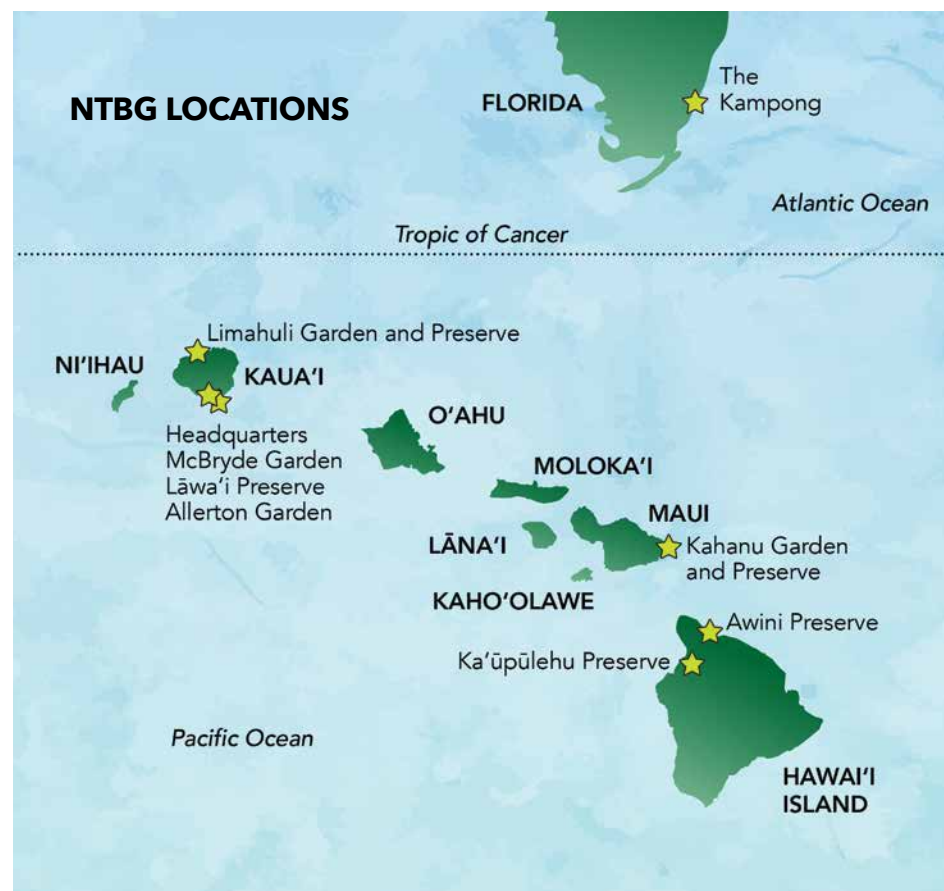 NTBG LOCATIONS
FLORIDA
The
Kampong
Atlantic Ocean
Tropic of Cancer
Limahuli Garden and Preserve
NI‘IHAU
KAUA‘I
Headquarters
McBryde Garden
Lāwa‘i Preserve
Allerton Garden
O‘AHU
MOLOKA‘I
MAUI
LĀNA‘I
Kahanu Garden
and Preserve
KAHO‘OLAWE
Awini Preserve
Ka‘ūpūlehu Preserve
Pacific Ocean
HAWAI‘I
ISLAND